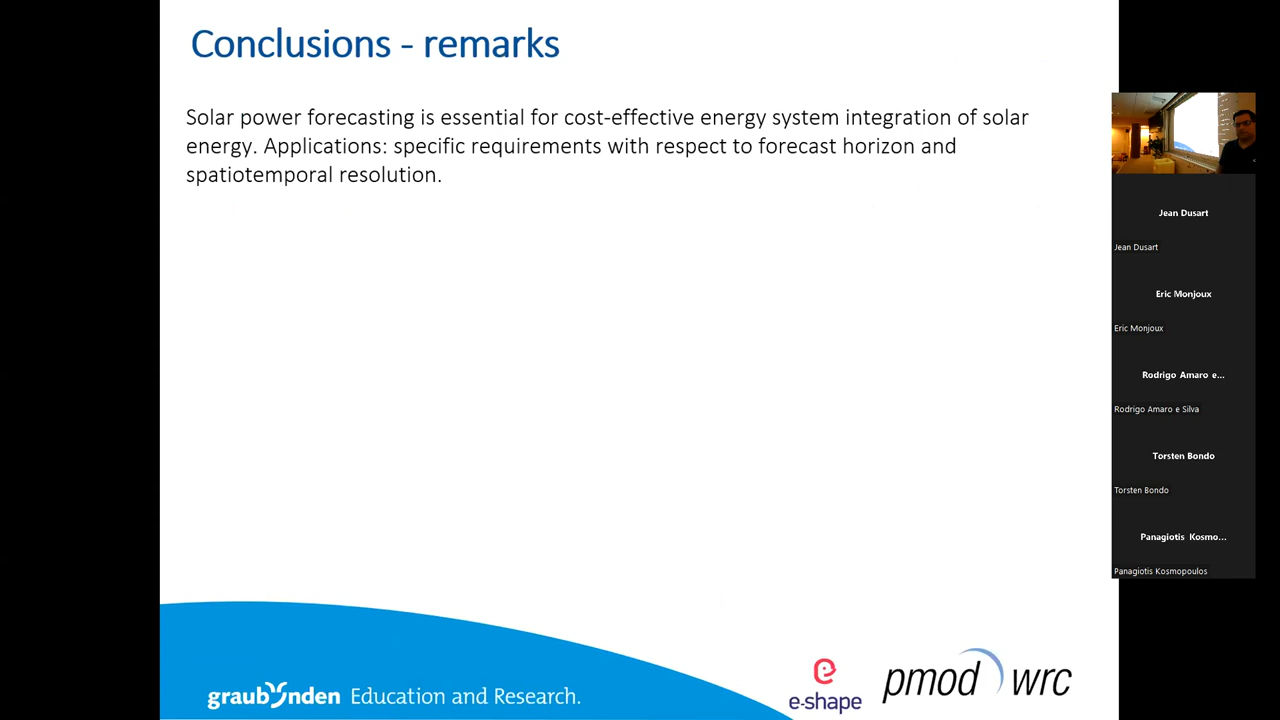 Conclusions - remarks
Solar power forecasting is essential for cost-effective energy system integration of solar
energy. Applications: specific requirements with respect to forecast horizon and
spatiotemporal resolution.
Jean Dusart
Jean Dusart
Eric Monjoux
Eric Monjoux
Rodrigo Amaro e...
Rodrigo Amaro e Silva
Torsten Bondo
Torsten Bondo
Panagiotis Kosmo...
Panagiotis Kosmopoulos
graubünden Education and Research.
e-shape
pmod wrc